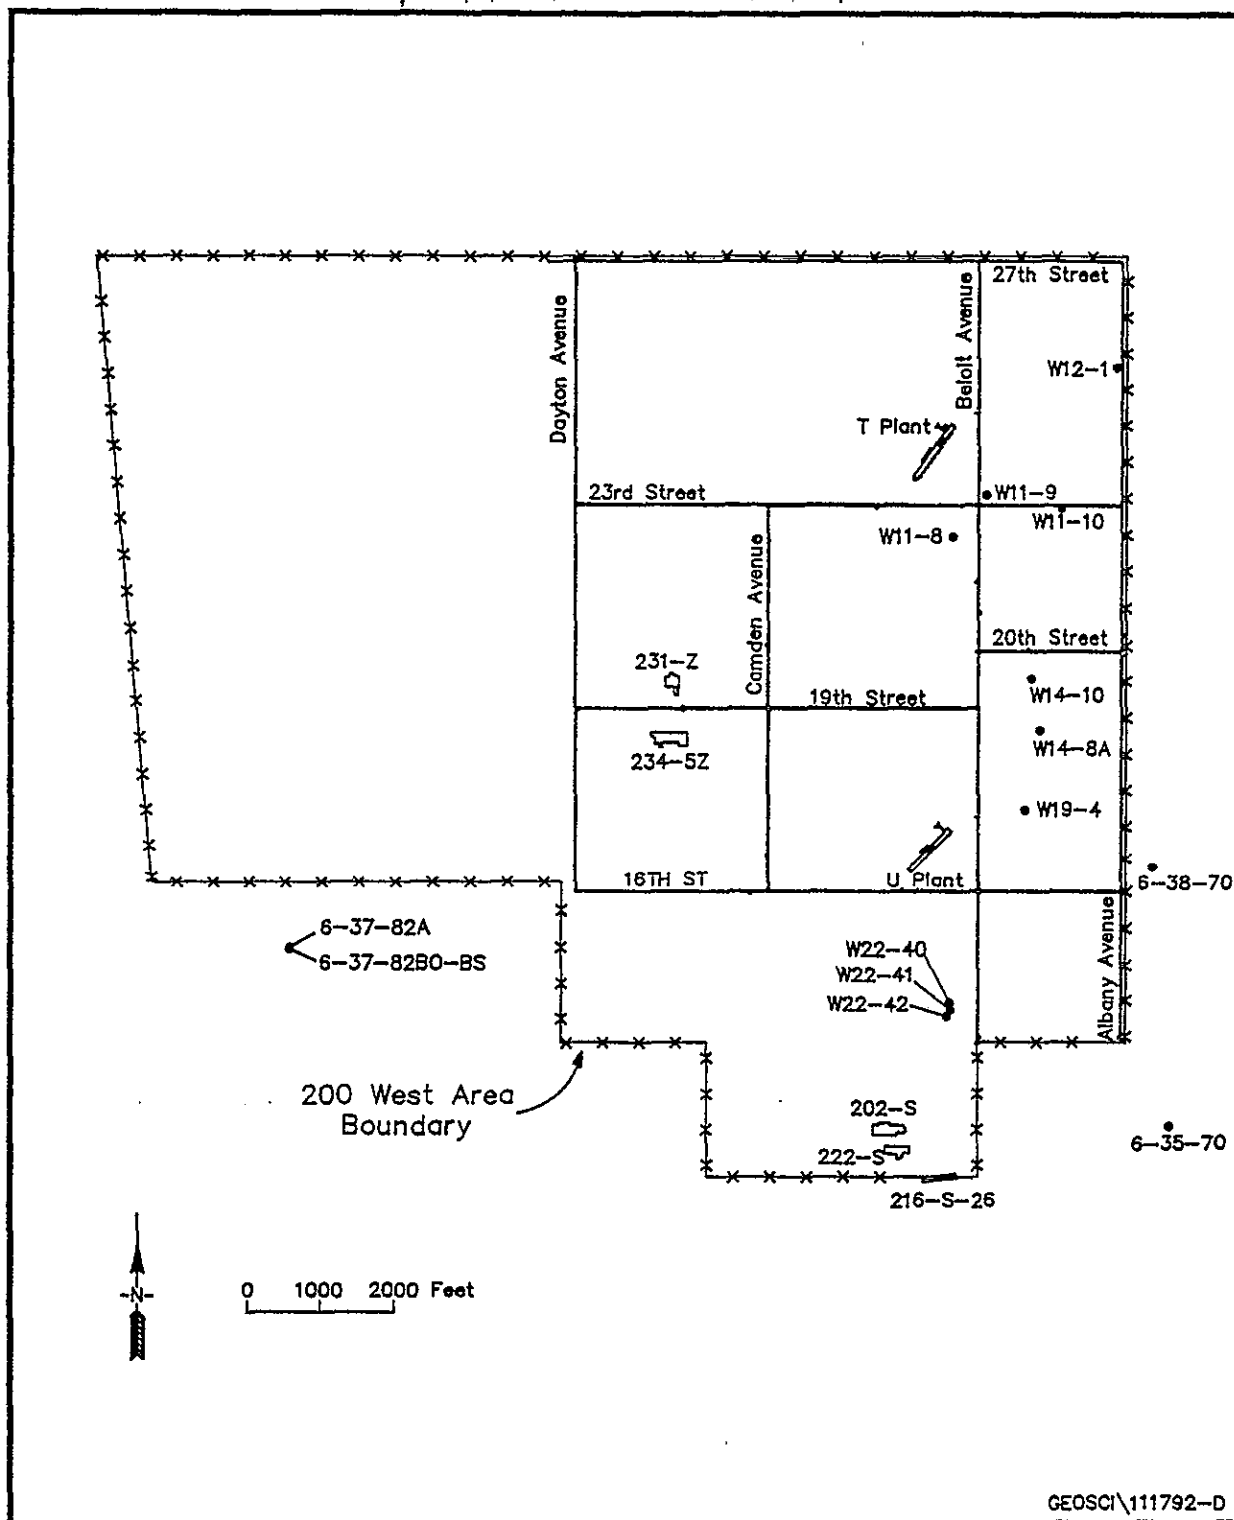 27th Street
Dayton Avenue
Beloit Avenue
W12-1
T Plant
23rd Street
W11-9
W11-10
W11-8
Camden Avenue
20th Street
231-Z
W14-10
19th Street
W14-8A
234-5Z
W19-4
16TH ST
U Plant
6-38-70
6-37-82A
6-37-82BO-BS
W22-40
W22-41
W22-42
Albany Avenue
200 West Area
Boundary
202-S
6-35-70
222-S
216-S-26
-N-
0 1000 2000 Feet
GEOSCI\111792-D